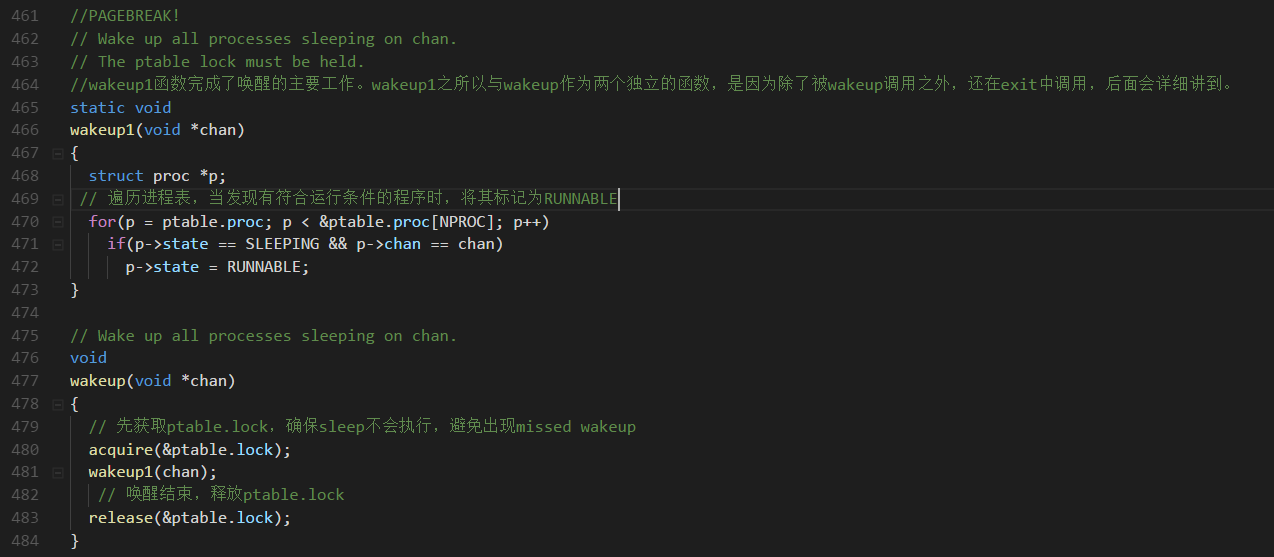 461 //PAGEBREAK!
462 // Wake up all processes sleeping on chan.
463 // The ptable lock must be held.
464 //wakeup1函数完成了唤醒的主要工作。wakeup1之所以与wakeup作为两个独立的函数，是因为除了被wakeup调用之外，还在exit中调用，后面会详细讲到。
465 static void
466 wakeup1(void *chan)
467 {
468   struct proc *p;
469  // 遍历进程表，当发现有符合运行条件的程序时，将其标记为RUNNABLE
470   for(p = ptable.proc; p < &ptable.proc[NPROC]; p++)
471     if(p->state == SLEEPING && p->chan == chan)
472       p->state = RUNNABLE;
473 }
474
475 // Wake up all processes sleeping on chan.
476 void
477 wakeup(void *chan)
478 {
479   // 先获取ptable.lock，确保sleep不会执行，避免出现missed wakeup
480   acquire(&ptable.lock);
481   wakeup1(chan);
482    // 唤醒结束，释放ptable.lock
483   release(&ptable.lock);
484 }